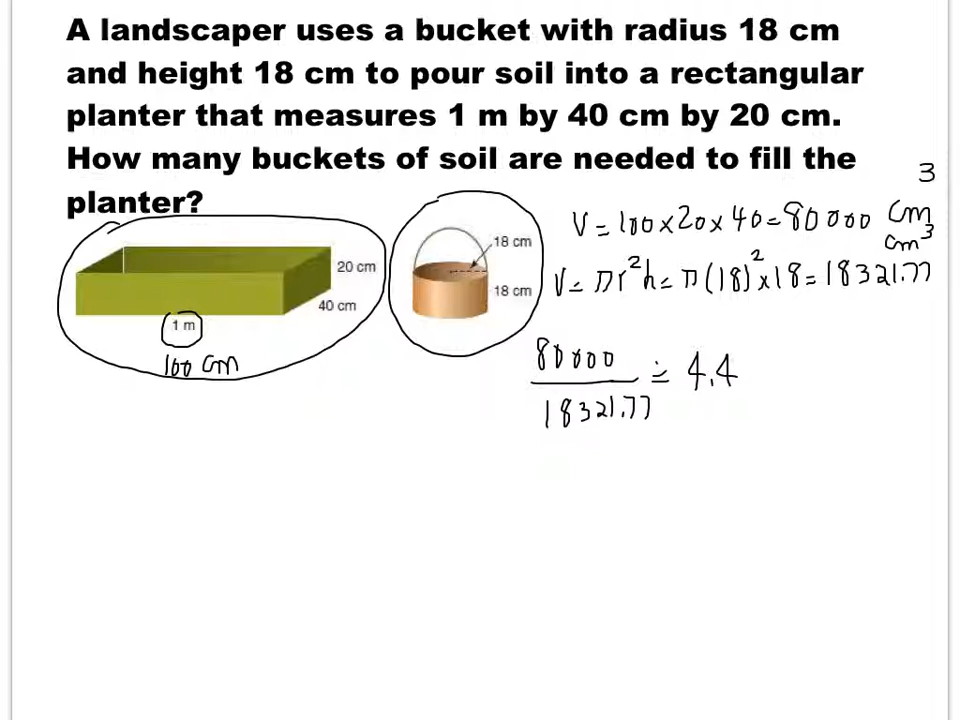 A landscaper uses a bucket with radius 18 cm
and height 18 cm to pour soil into a rectangular
planter that measures 1 m by 40 cm by 20 cm.
How many buckets of soil are needed to fill the
planter?
V = 100 x 20 x 40 = 80000 cm³
20 cm
40 cm
1 m
100 cm
18 cm
18 cm
V = πr²h = π(18)² x 18 = 18321.77 cm³
80000 / 18321.77 ≐ 4.4